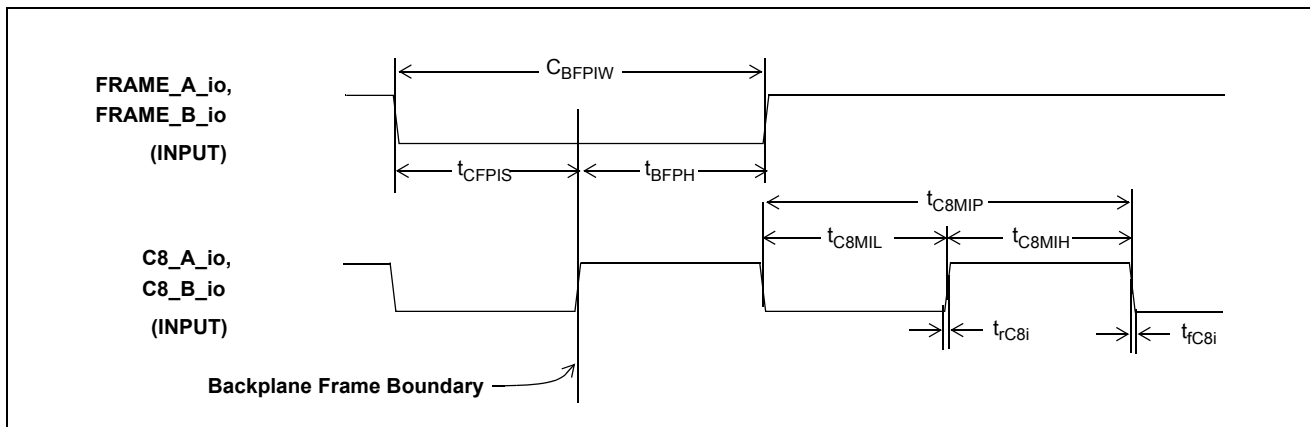 FRAME_A_io,
FRAME_B_io
(INPUT)
CBFPIW
tCFPIS
tBFPH
tC8MIP
tC8MIL
tC8MIH
C8_A_io,
C8_B_io
(INPUT)
trC8i
tfC8i
Backplane Frame Boundary